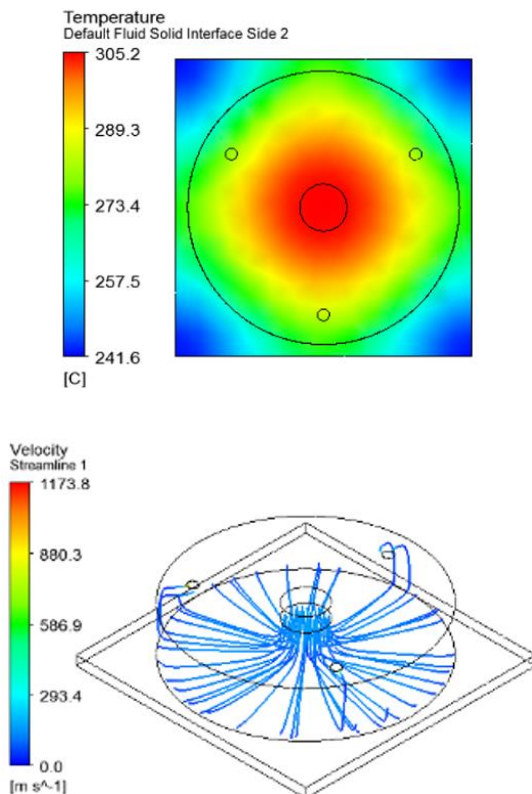 Temperature
Default Fluid Solid Interface Side 2
305.2
289.3
273.4
257.5
241.6
[C]
Velocity
Streamline 1
1173.8
880.3
586.9
293.4
0.0
[m s^-1]